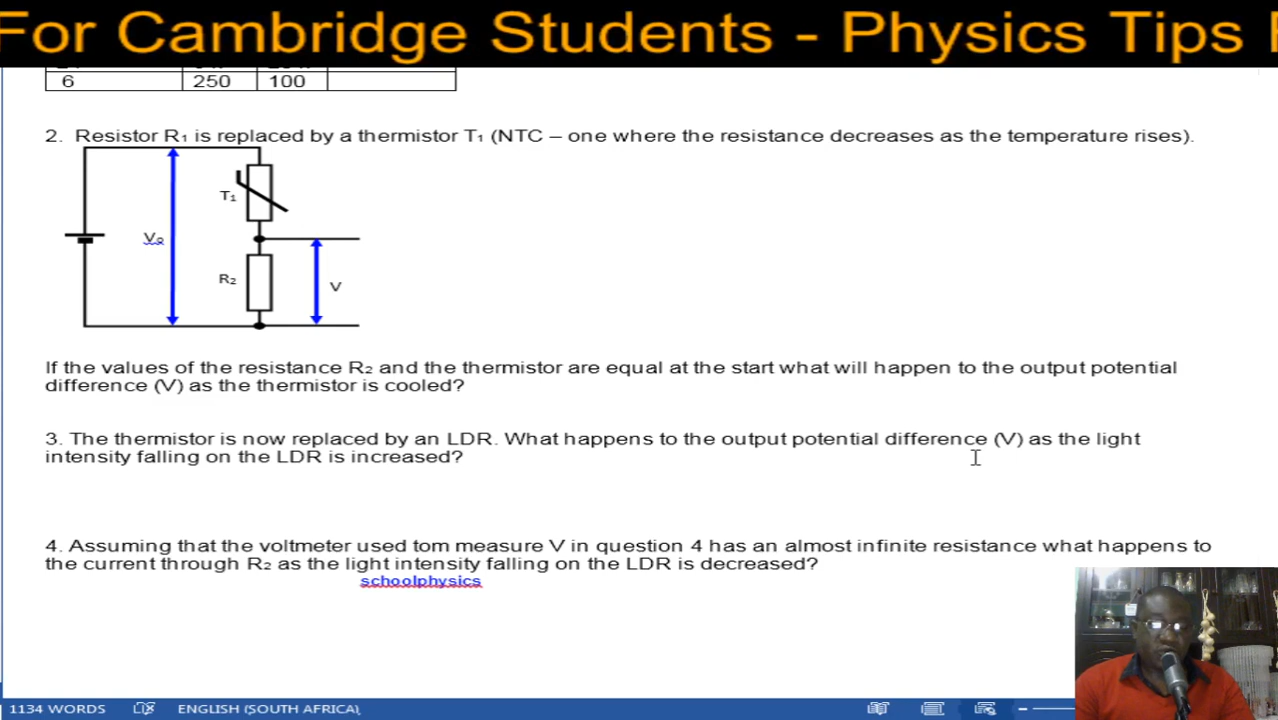 For Cambridge Students - Physics Tips
6 250 100
2. Resistor R₁ is replaced by a thermistor T₁ (NTC – one where the resistance decreases as the temperature rises).
T₁
V₀
R₂
V
If the values of the resistance R₂ and the thermistor are equal at the start what will happen to the output potential
difference (V) as the thermistor is cooled?
3. The thermistor is now replaced by an LDR. What happens to the output potential difference (V) as the light
intensity falling on the LDR is increased?
4. Assuming that the voltmeter used tom measure V in question 4 has an almost infinite resistance what happens to
the current through R₂ as the light intensity falling on the LDR is decreased?
schoolphysics
1134 WORDS ENGLISH (SOUTH AFRICA)